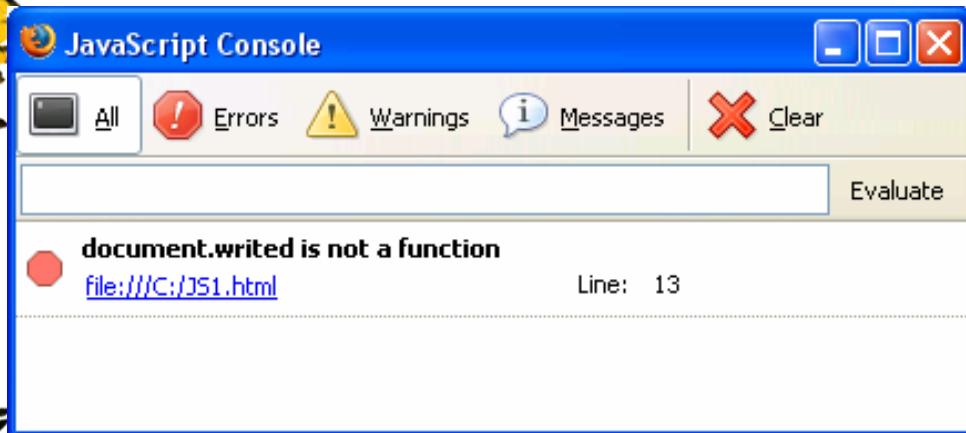 JavaScript Console
All Errors Warnings Messages Clear
Evaluate
document.writed is not a function
file:///C:/JS1.html Line: 13